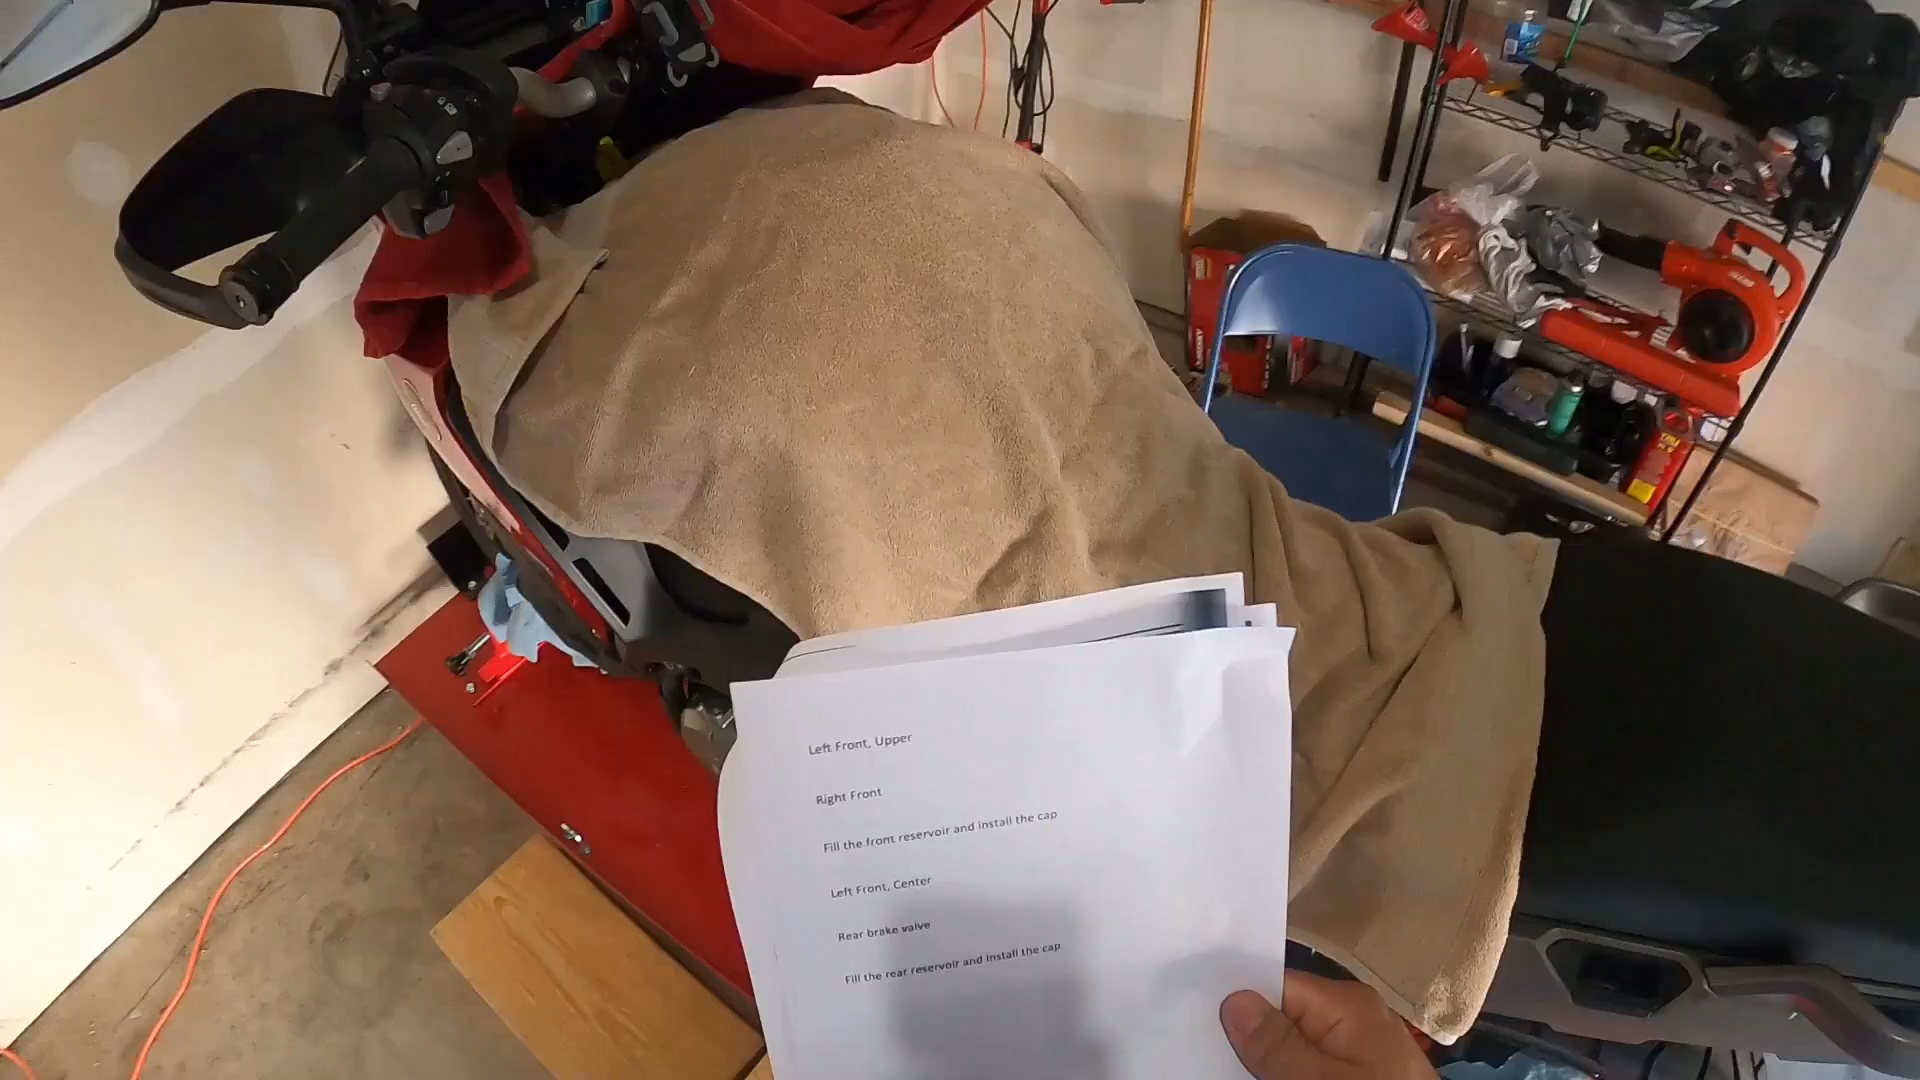 Left Front, Upper
Right Front
Fill the front reservoir and install the cap
Left Front, Center
Rear brake valve
Fill the rear reservoir and install the cap